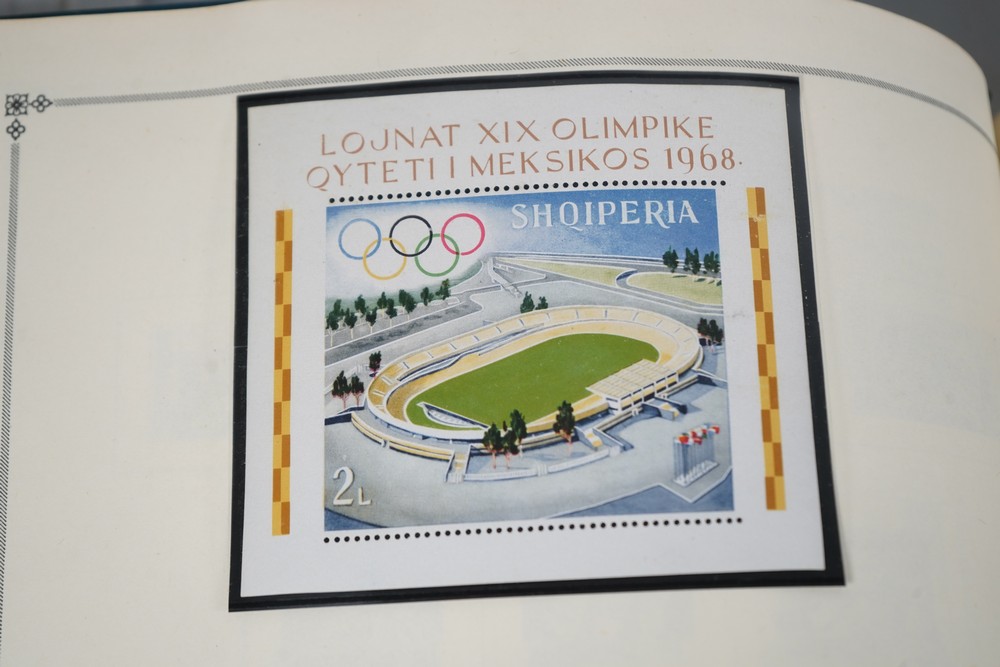 LOJNAT XIX OLIMPIKE
QYTETI I MEKSIKOS 1968.
SHQIPERIA
2L